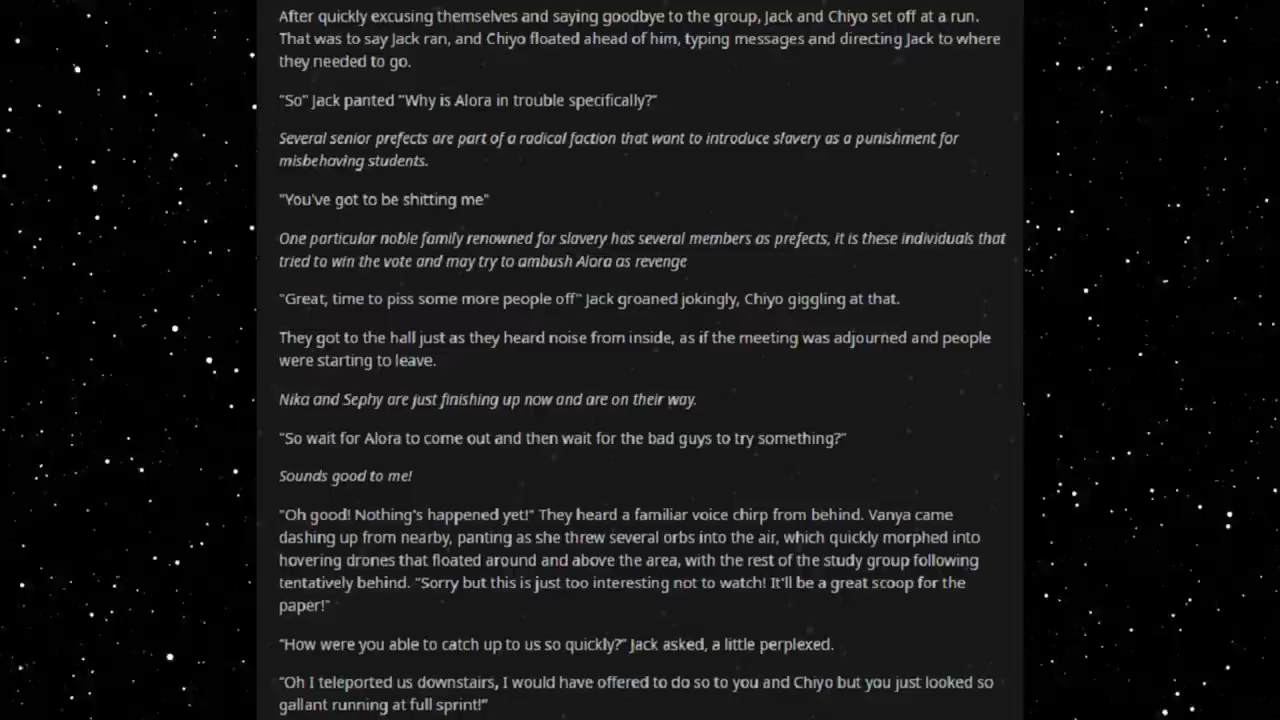 After quickly excusing themselves and saying goodbye to the group, Jack and Chiyo set off at a run.
That was to say Jack ran, and Chiyo floated ahead of him, typing messages and directing Jack to where
they needed to go.
"So" Jack panted "Why is Alora in trouble specifically?"
Several senior prefects are part of a radical faction that want to introduce slavery as a punishment for
misbehaving students.
"You've got to be shitting me"
One particular noble family renowned for slavery has several members as prefects, it is these individuals that
tried to win the vote and may try to ambush Alora as revenge
"Great, time to piss some more people off" Jack groaned jokingly, Chiyo giggling at that.
They got to the hall just as they heard noise from inside, as if the meeting was adjourned and people
were starting to leave.
Nika and Sephy are just finishing up now and are on their way.
"So wait for Alora to come out and then wait for the bad guys to try something?"
Sounds good to me!
"Oh good! Nothing's happened yet!" They heard a familiar voice chirp from behind. Vanya came
dashing up from nearby, panting as she threw several orbs into the air, which quickly morphed into
hovering drones that floated around and above the area, with the rest of the study group following
tentatively behind. "Sorry but this is just too interesting not to watch! It'll be a great scoop for the
paper!"
"How were you able to catch up to us so quickly?" Jack asked, a little perplexed.
"Oh I teleported us downstairs, I would have offered to do so to you and Chiyo but you just looked so
gallant running at full sprint!"